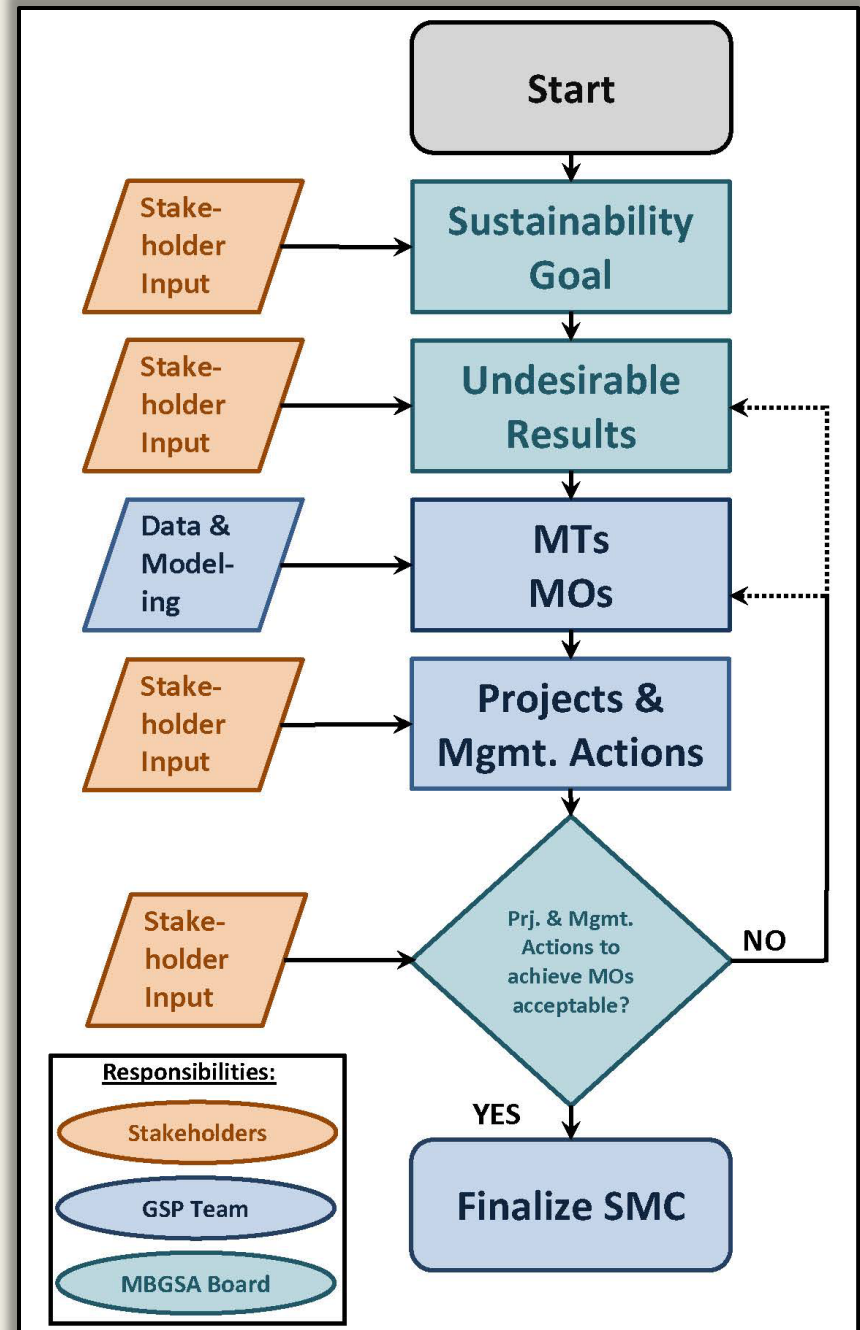 Start
Stake-
holder
Input
Sustainability
Goal
Stake-
holder
Input
Undesirable
Results
Data &
Model-
ing
MTs
MOs
Stake-
holder
Input
Projects &
Mgmt. Actions
Stake-
holder
Input
Prj. & Mgmt.
Actions to
achieve MOs
acceptable?
NO
YES
Finalize SMC
Responsibilities:
Stakeholders
GSP Team
MBGSA Board